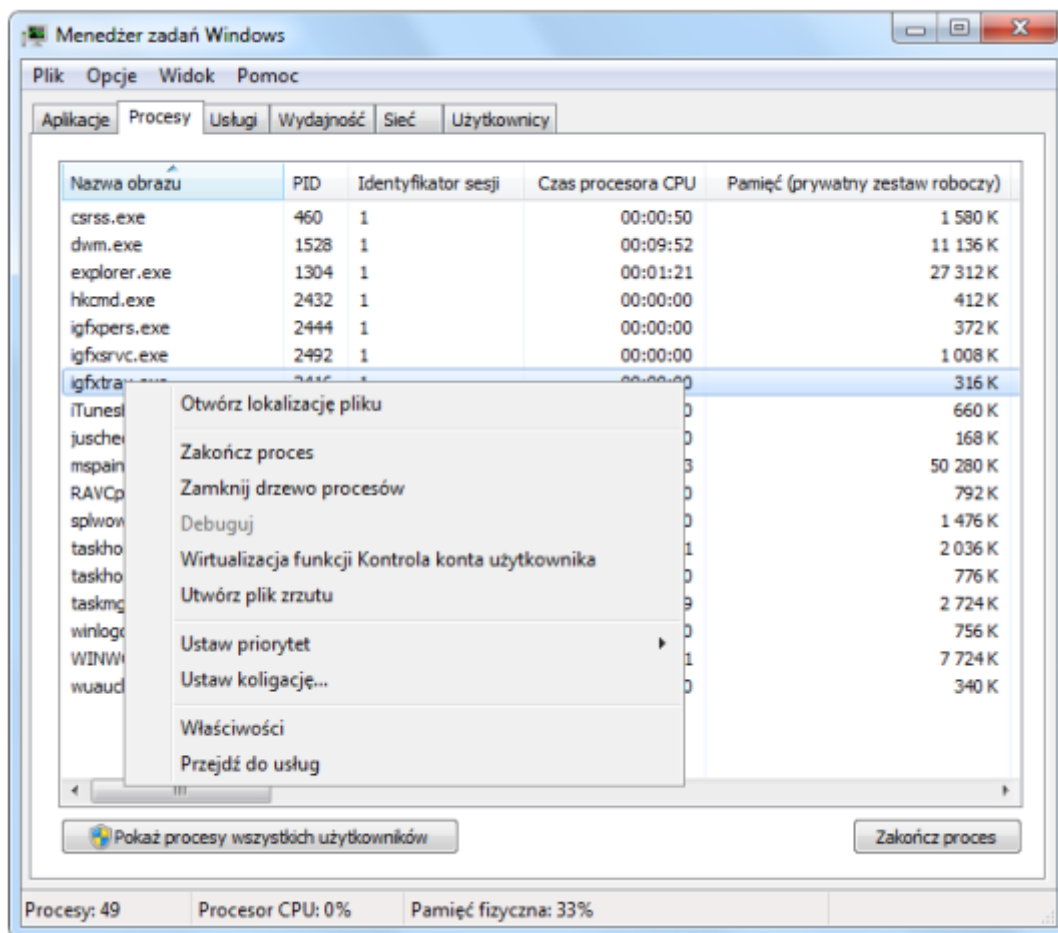 Menedżer zadań Windows
Plik Opcje Widok Pomoc
Aplikacje Procesy Usługi Wydajność Sieć Użytkownicy
Nazwa obrazu PID Identyfikator sesji Czas procesora CPU Pamięć (prywatny zestaw roboczy)
csrss.exe 460 1 00:00:50 1 580 K
dwm.exe 1528 1 00:09:52 11 136 K
explorer.exe 1304 1 00:01:21 27 312 K
hkcmd.exe 2432 1 00:00:00 412 K
igfxpers.exe 2444 1 00:00:00 372 K
igfxsrvc.exe 2492 1 00:00:00 1 008 K
316 K
660 K
168 K
50 280 K
792 K
1 476 K
2 036 K
776 K
2 724 K
756 K
7 724 K
340 K
Otwórz lokalizację pliku
Zakończ proces
Zamknij drzewo procesów
Debuguj
Wirtualizacja funkcji Kontrola konta użytkownika
Utwórz plik zrzutu
Ustaw priorytet
Ustaw koligację...
Właściwości
Przejdź do usług
Pokaż procesy wszystkich użytkowników Zakończ proces
Procesy: 49 Procesor CPU: 0% Pamięć fizyczna: 33%